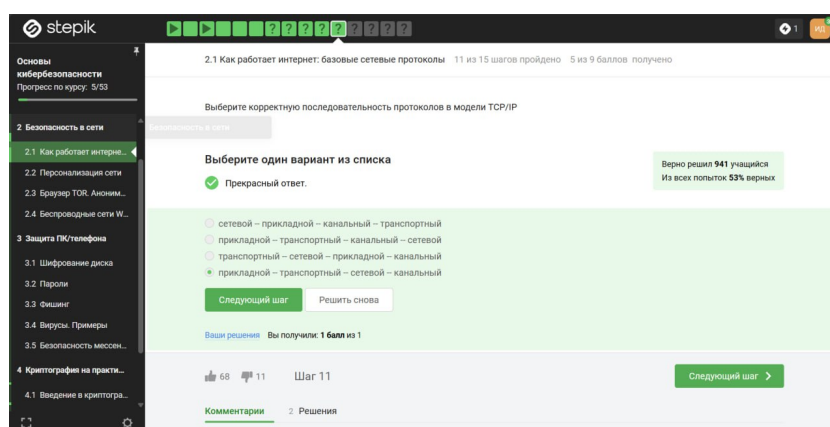 stepik
? ? ? ? ? ? ? ? ?
1
ИД
Основы
кибербезопасности
Прогресс по курсу: 5/53
2.1 Как работает интернет: базовые сетевые протоколы 11 из 15 шагов пройдено 5 из 9 баллов получено
Выберите корректную последовательность протоколов в модели TCP/IP
2 Безопасность в сети
Безопасность в сети
2.1 Как работает интерне...
2.2 Персонализация сети
2.3 Браузер TOR. Аноним...
2.4 Беспроводные сети W...
3 Защита ПК/телефона
3.1 Шифрование диска
3.2 Пароли
3.3 Фишинг
3.4 Вирусы. Примеры
3.5 Безопасность мессен...
4 Криптография на практи...
4.1 Введение в криптогра...
Выберите один вариант из списка
Прекрасный ответ.
Верно решил 941 учащийся
Из всех попыток 53% верных
сетевой – прикладной – канальный – транспортный
прикладной – транспортный – канальный – сетевой
транспортный – сетевой – прикладной – канальный
прикладной – транспортный – сетевой – канальный
Следующий шаг
Решить снова
Ваши решения Вы получили: 1 балл из 1
68 11 Шаг 11
Следующий шаг
Комментарии 2 Решения